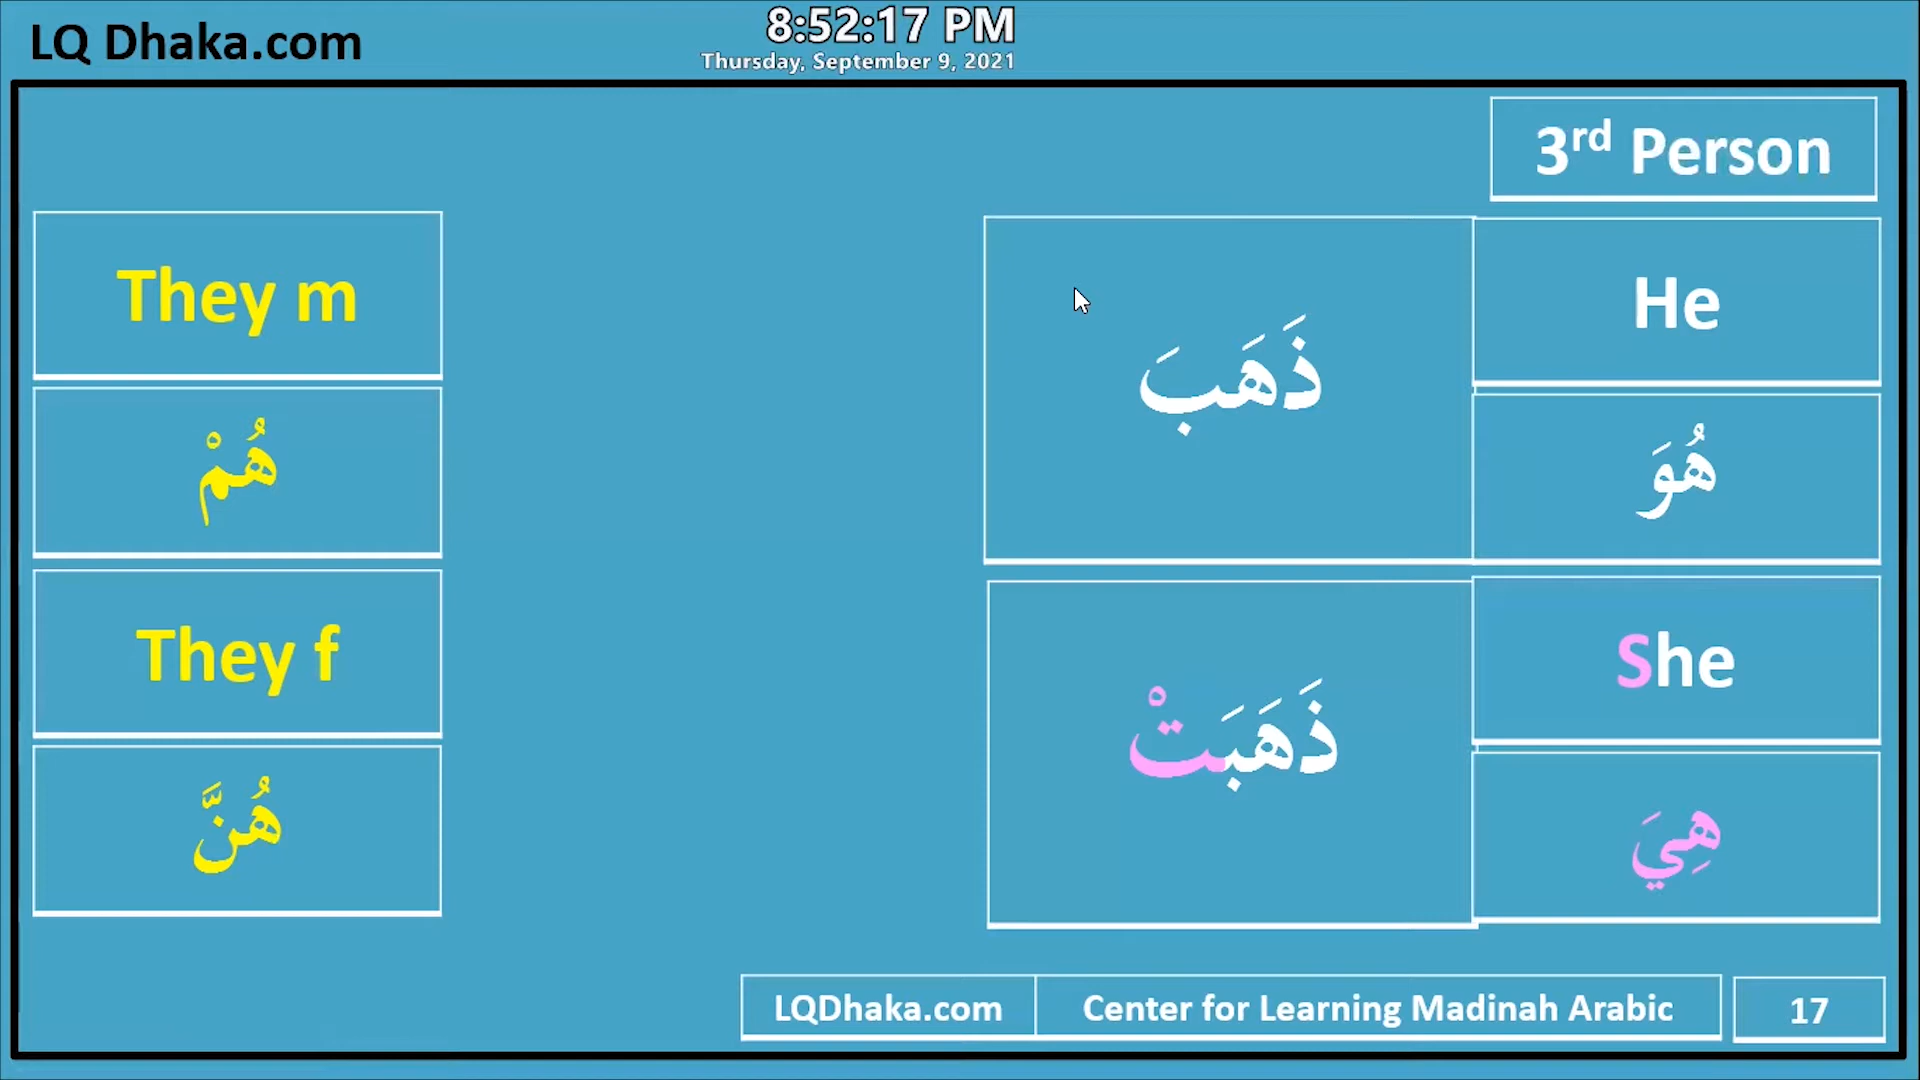 LQ Dhaka.com
8:52:17 PM
Thursday, September 9, 2021
3rd Person
He
هُوَ
ذَهَبَ
She
هِيَ
ذَهَبَتْ
They m
هُمْ
They f
هُنَّ
LQDhaka.com
Center for Learning Madinah Arabic
17